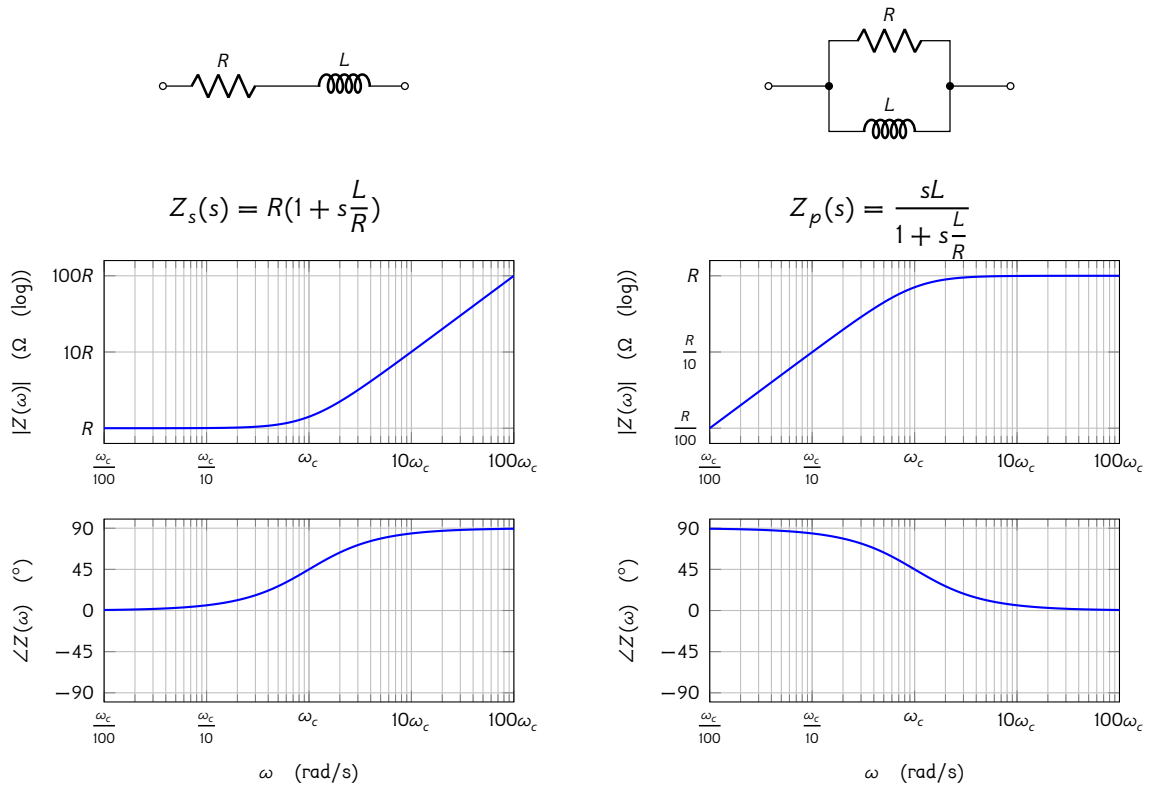 R
L
Z_s(s) = R(1 + s L/R)
|Z(ω)| (Ω (log))
100R
10R
R
ω_c/100 ω_c/10 ω_c 10ω_c 100ω_c
∠Z(ω) (°)
90
45
0
−45
−90
ω_c/100 ω_c/10 ω_c 10ω_c 100ω_c
ω (rad/s)
R
L
Z_p(s) = sL/(1 + s L/R)
|Z(ω)| (Ω (log))
R
R/10
R/100
ω_c/100 ω_c/10 ω_c 10ω_c 100ω_c
∠Z(ω) (°)
90
45
0
−45
−90
ω_c/100 ω_c/10 ω_c 10ω_c 100ω_c
ω (rad/s)